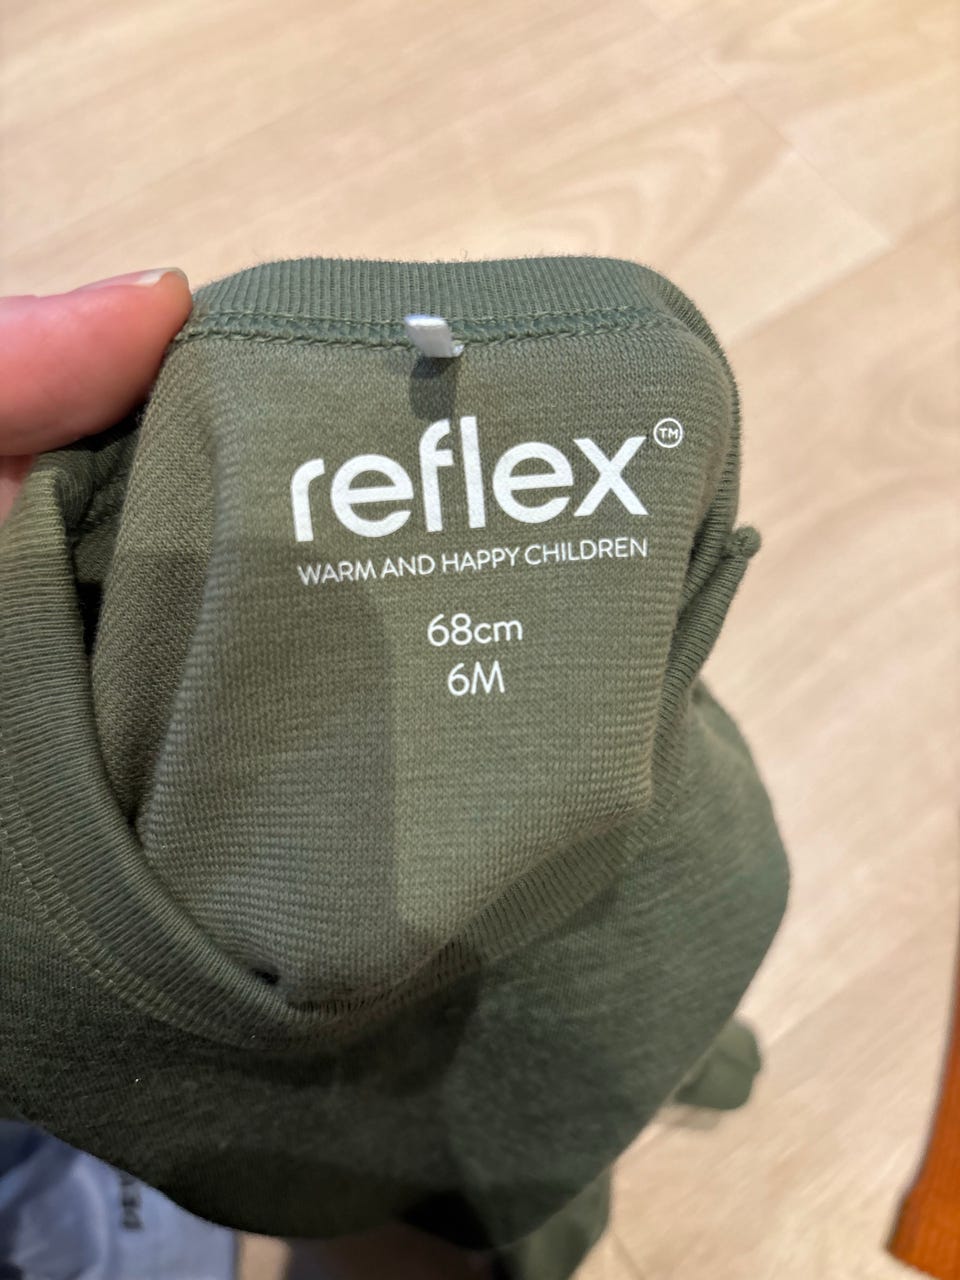 reflex™
WARM AND HAPPY CHILDREN
68cm
6M